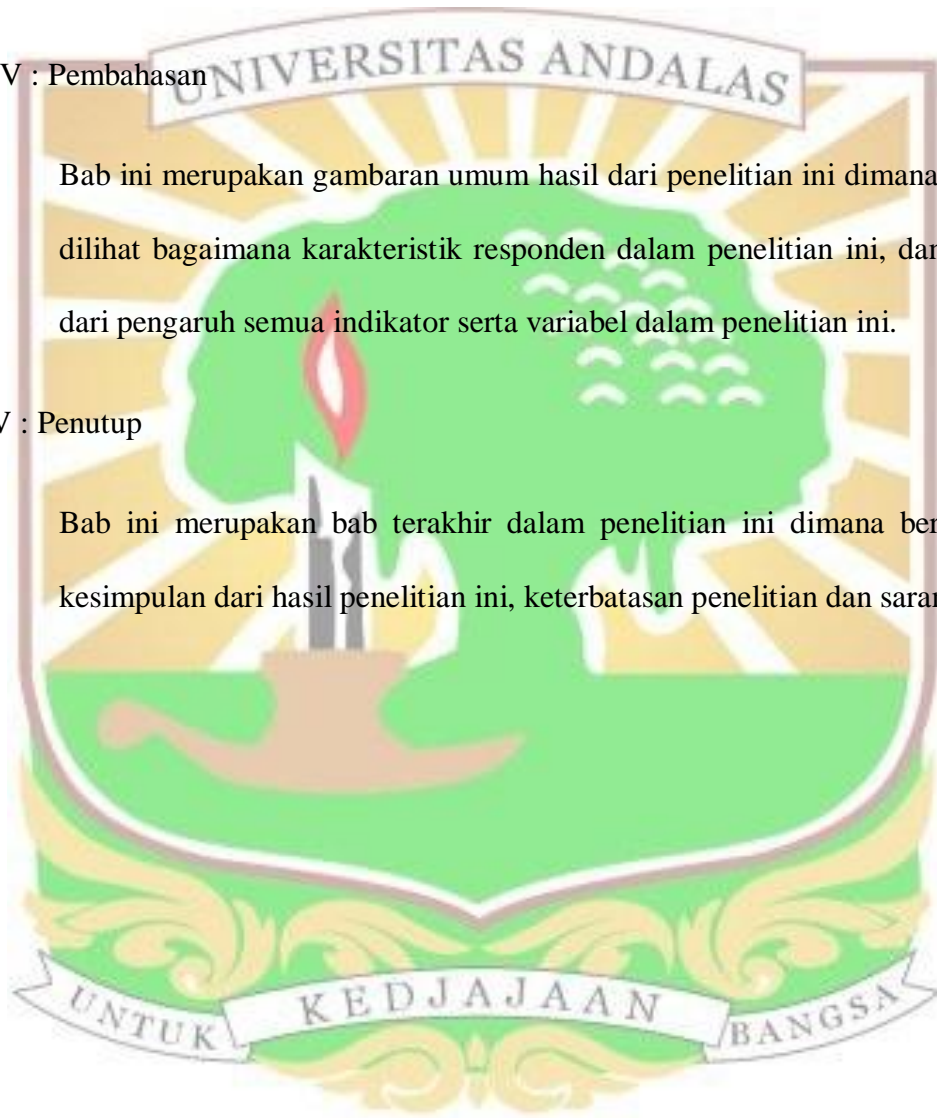 UNIVERSITAS ANDALAS
V : Pembahasan
Bab ini merupakan gambaran umum hasil dari penelitian ini dimana
dilihat bagaimana karakteristik responden dalam penelitian ini, dan
dari pengaruh semua indikator serta variabel dalam penelitian ini.
V : Penutup
Bab ini merupakan bab terakhir dalam penelitian ini dimana ber
kesimpulan dari hasil penelitian ini, keterbatasan penelitian dan saran
UNTUK KEDJAJAAN BANGSA